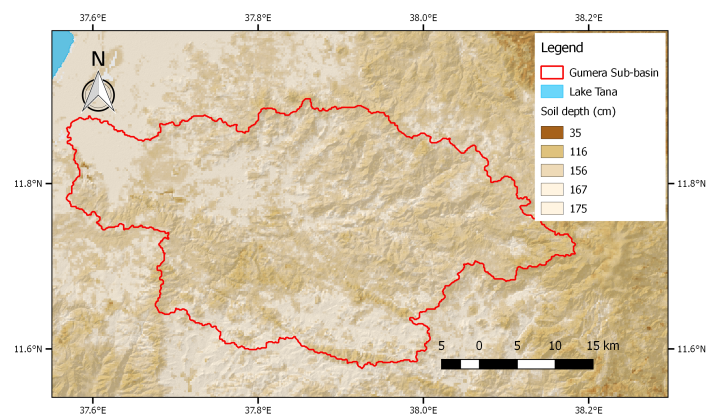 37.6°E 37.8°E 38.0°E 38.2°E
N
Legend
Gumera Sub-basin
Lake Tana
Soil depth (cm)
35
116
156
167
175
11.8°N 11.8°N
11.6°N 11.6°N
5 0 5 10 15 km
37.6°E 37.8°E 38.0°E 38.2°E